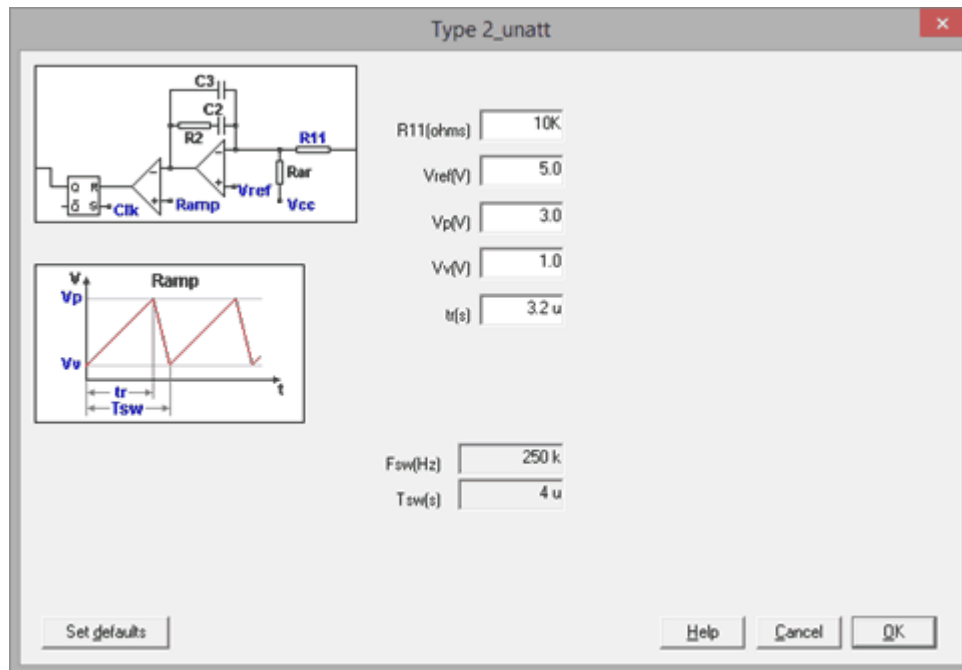 Type 2_unatt
C3
C2
R2
R11
Rar
Vref
Vcc
Q R
Q S
Clk
Ramp
R11(ohms) 10K
Vref(V) 5.0
Vp(V) 3.0
Vv(V) 1.0
tr(s) 3.2 u
V
Ramp
Vp
Vv
t
tr
Tsw
Fsw(Hz) 250 k
Tsw(s) 4 u
Set defaults
Help
Cancel
OK